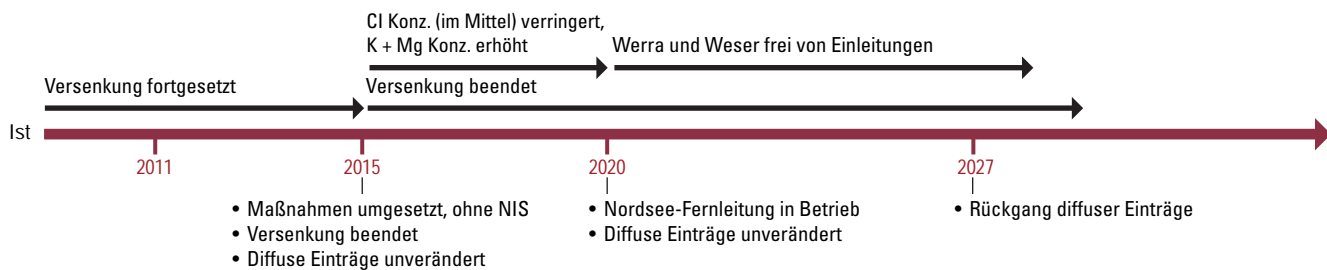 Cl Konz. (im Mittel) verringert,
K + Mg Konz. erhöht
Werra und Weser frei von Einleitungen
Versenkung fortgesetzt
Versenkung beendet
Ist
2011
2015
2020
2027
• Maßnahmen umgesetzt, ohne NIS
• Versenkung beendet
• Diffuse Einträge unverändert
• Nordsee-Fernleitung in Betrieb
• Diffuse Einträge unverändert
• Rückgang diffuser Einträge